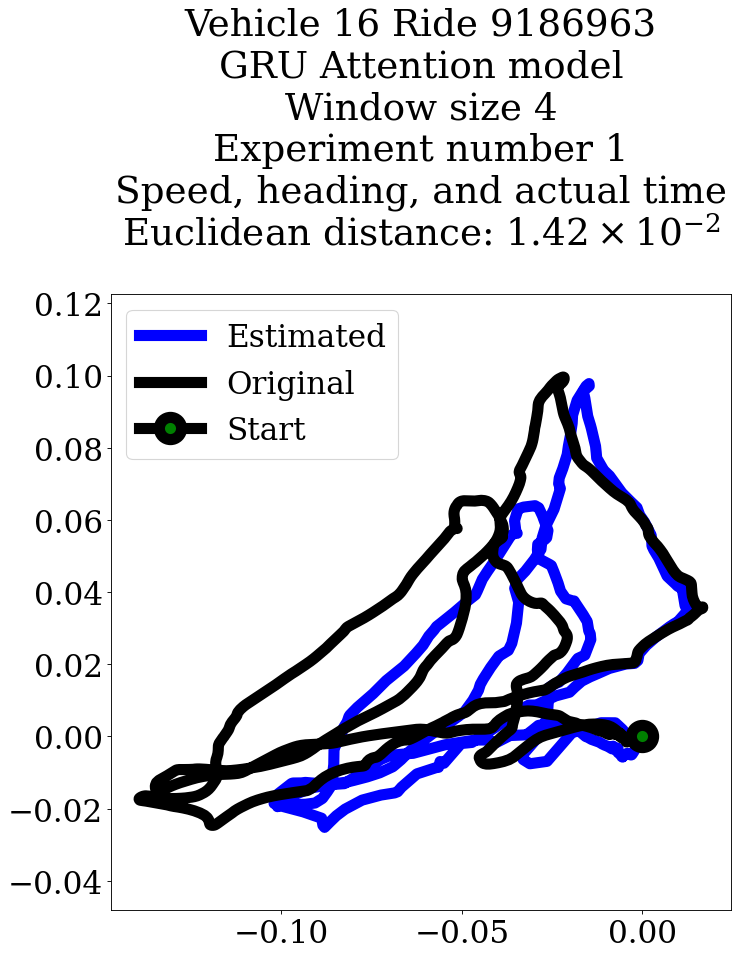 Vehicle 16 Ride 9186963
GRU Attention model
Window size 4
Experiment number 1
Speed, heading, and actual time
Euclidean distance: 1.42 × 10⁻²
0.12
0.10
0.08
0.06
0.04
0.02
0.00
−0.02
−0.04
Estimated
Original
Start
−0.10
−0.05
0.00